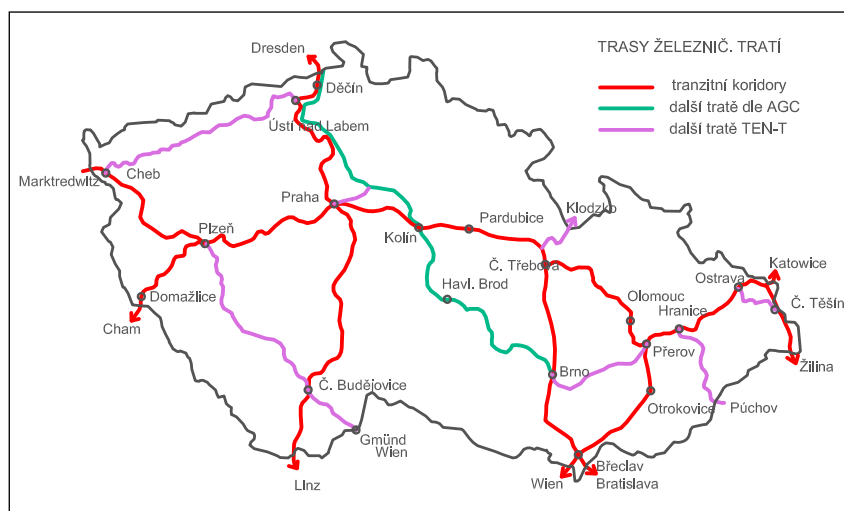 TRASY ŽELEZNIČ. TRATÍ
tranzitní koridory
další tratě dle AGC
další tratě TEN-T
Dresden
Děčín
Ústí nad Labem
Marktredwitz
Cheb
Praha
Klodzko
Plzeň
Kolín
Pardubice
Č. Třebova
Katowice
Ostrava
Č. Těšín
Havl. Brod
Olomouc
Hranice
Domažlice
Cham
Přerov
Žilina
Brno
Č. Budějovice
Otrokovice
Púchov
Gmünd
Wien
LInz
Břeclav
Wien
Bratislava